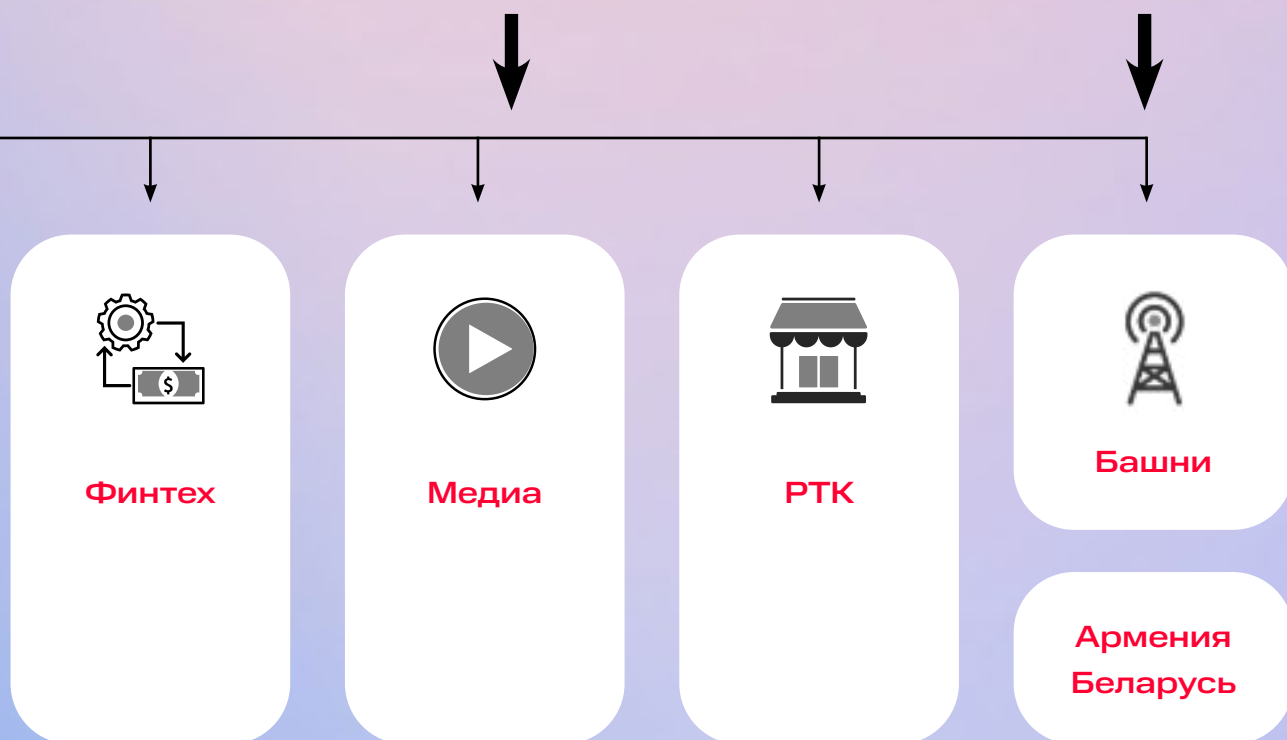 Финтех
Медиа
РТК
Башни
Армения
Беларусь
$